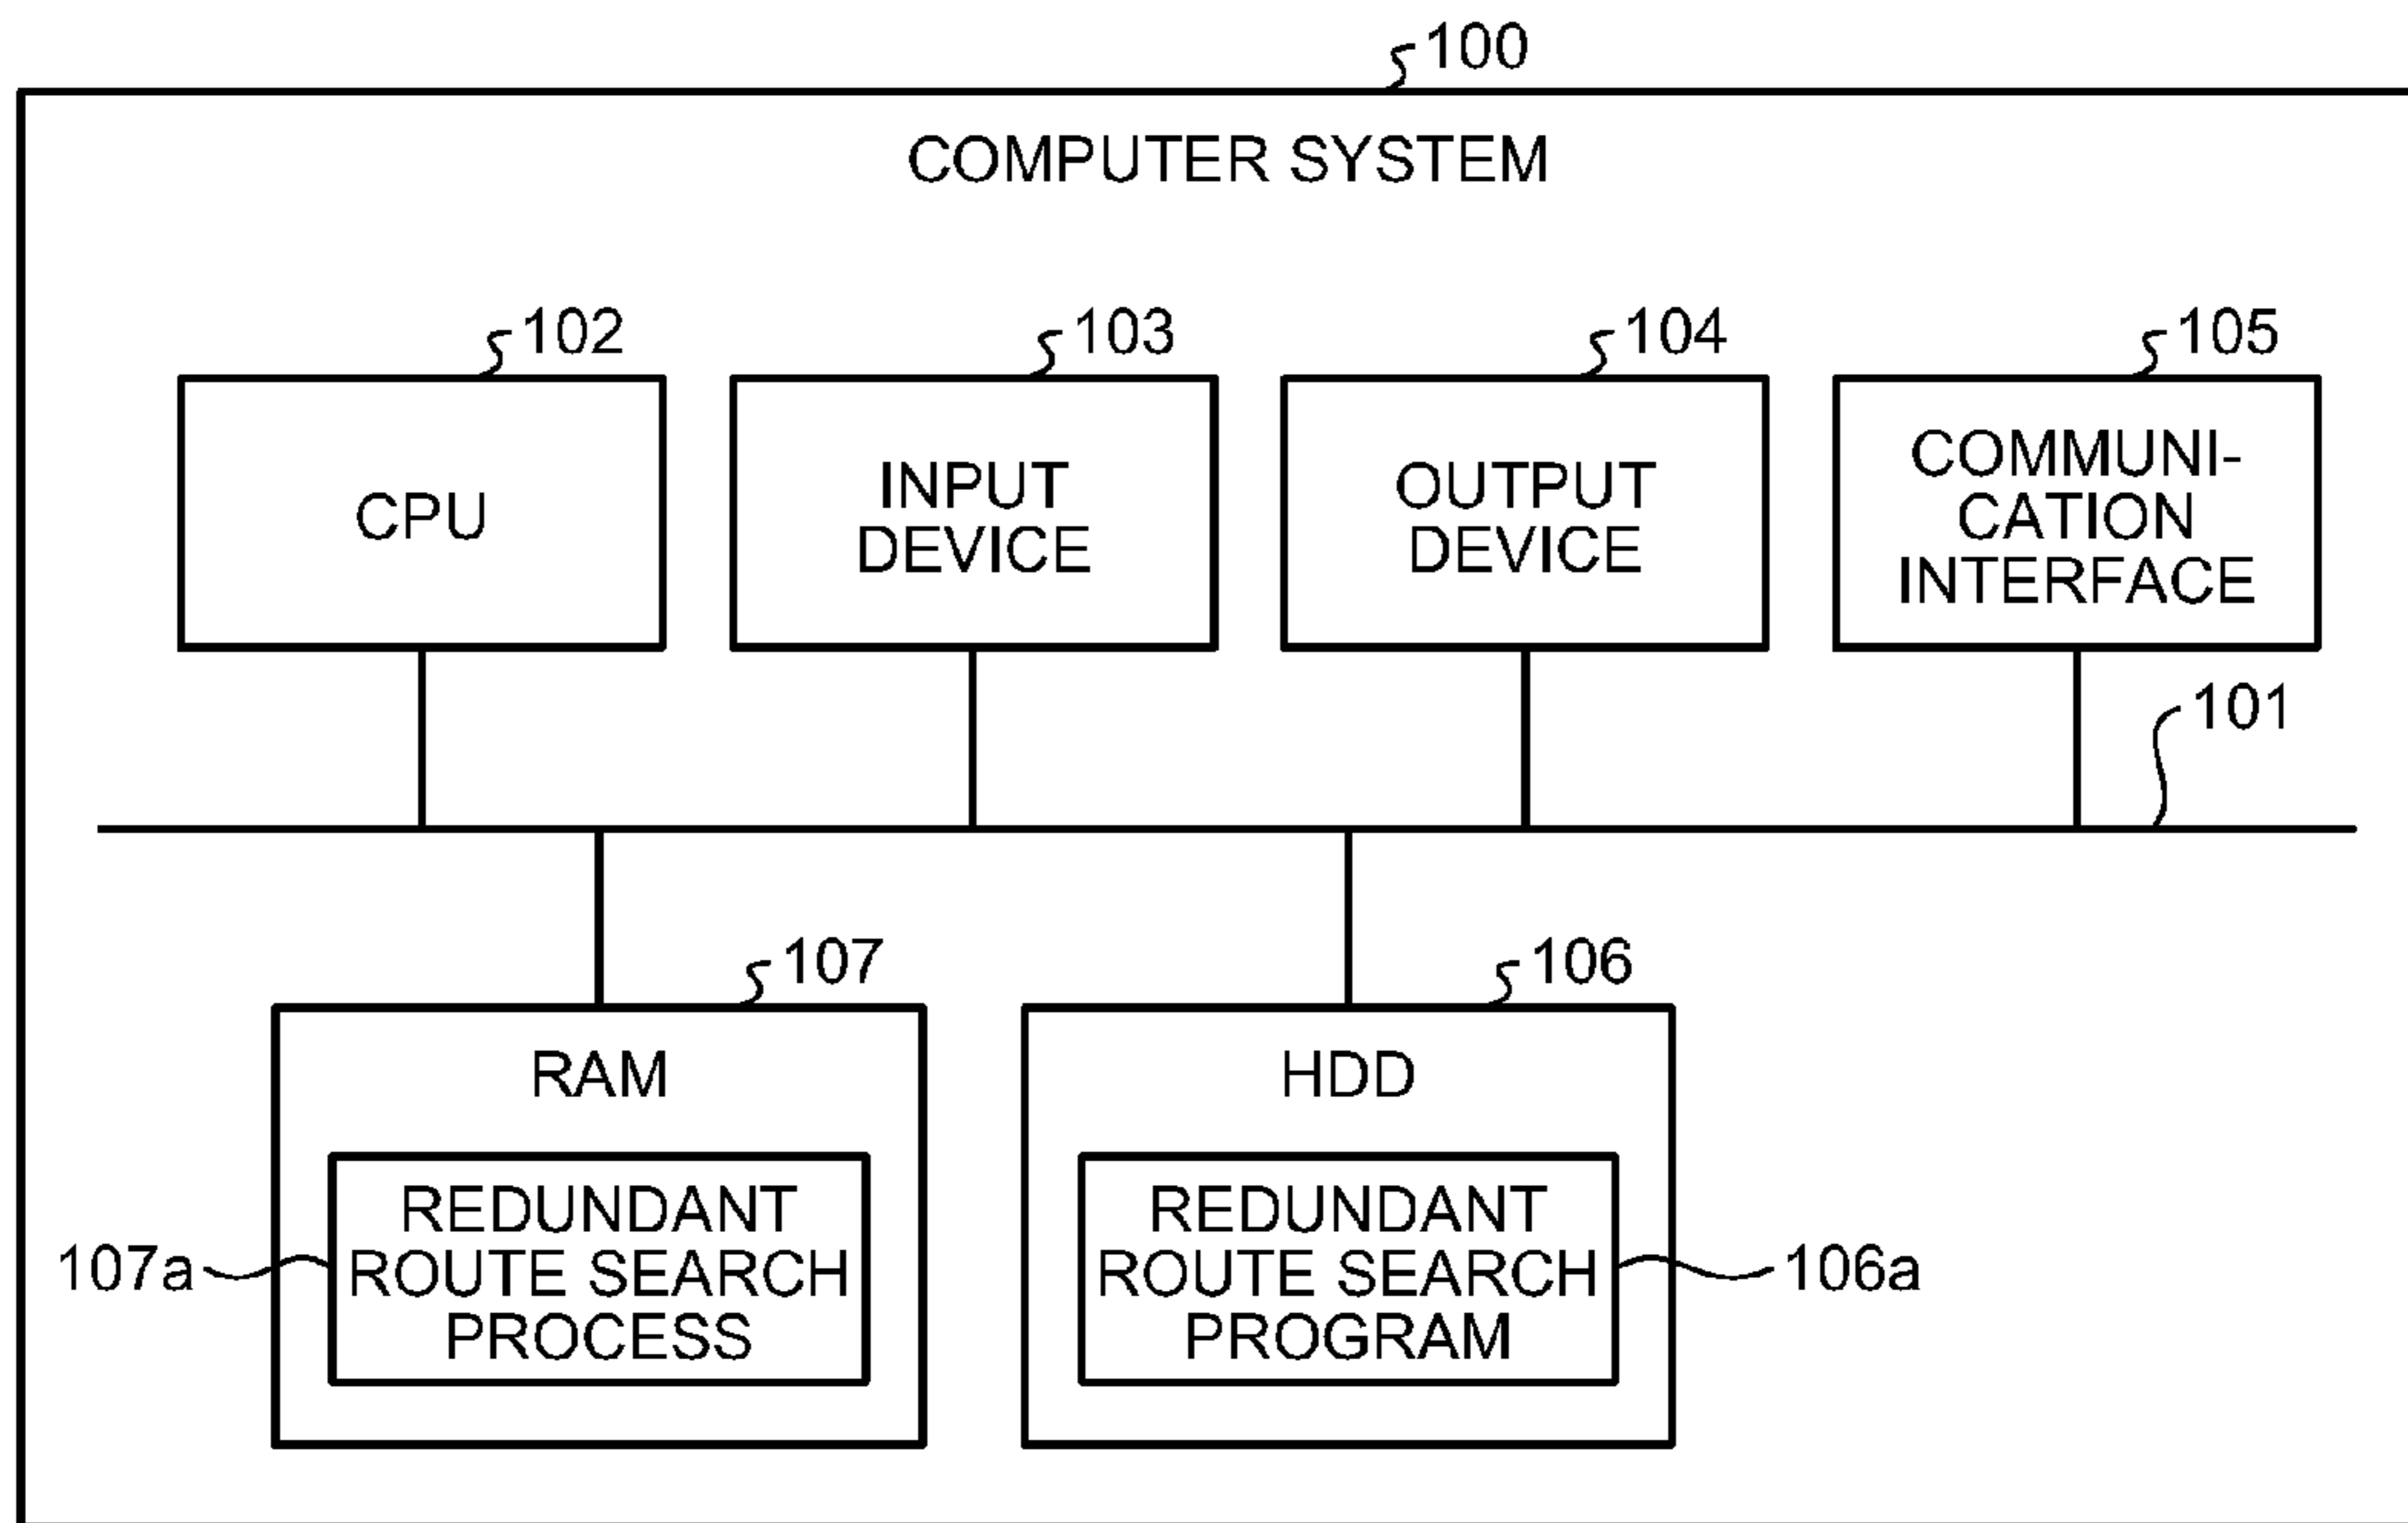 100
COMPUTER SYSTEM
102
103
104
105
CPU
INPUT
DEVICE
OUTPUT
DEVICE
COMMUNI-
CATION
INTERFACE
101
107
106
RAM
HDD
107a
REDUNDANT
ROUTE SEARCH
PROCESS
REDUNDANT
ROUTE SEARCH
PROGRAM
106a